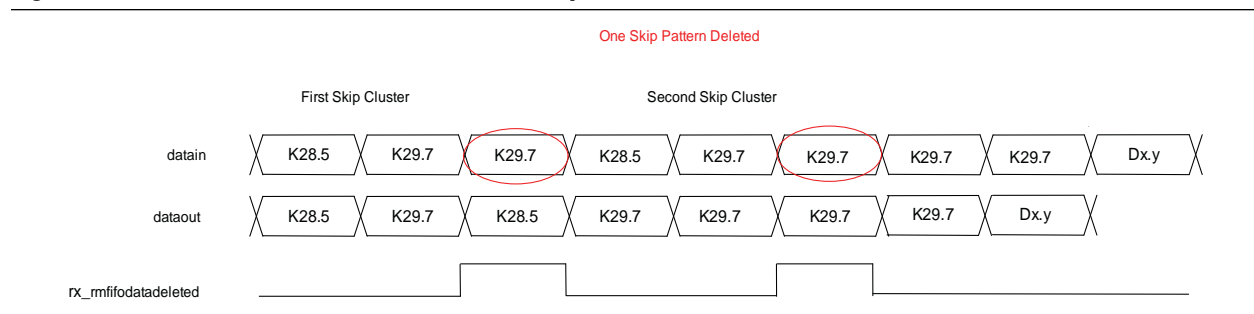 One Skip Pattern Deleted
First Skip Cluster Second Skip Cluster
datain K28.5 K29.7 K29.7 K28.5 K29.7 K29.7 K29.7 K29.7 Dx.y
dataout K28.5 K29.7 K28.5 K29.7 K29.7 K29.7 K29.7 Dx.y
rx_rmfifodatadeleted